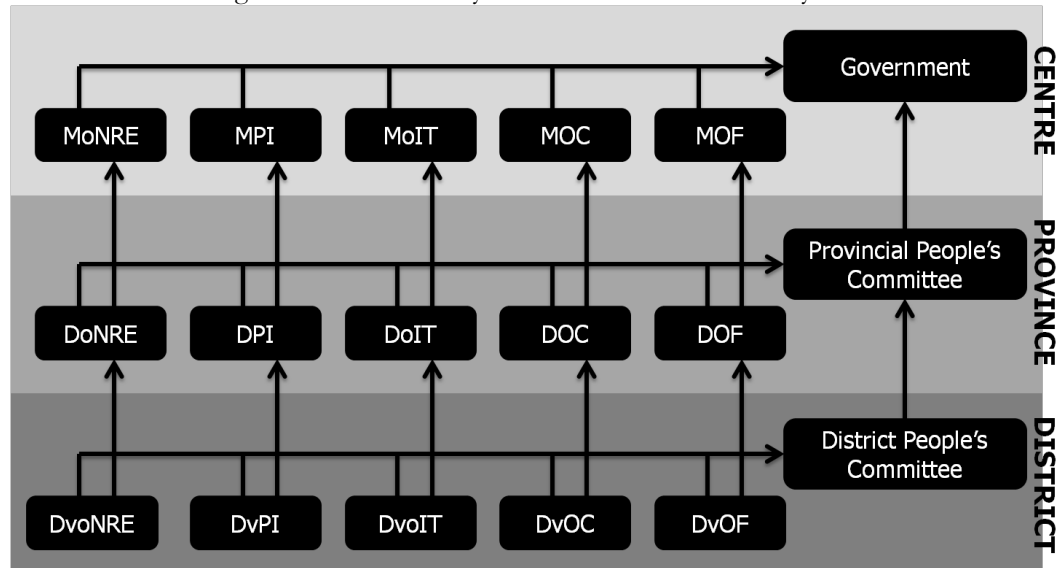 Government
MoNRE
MPI
MoIT
MOC
MOF
CENTRE
Provincial People's
Committee
DoNRE
DPI
DoIT
DOC
DOF
PROVINCE
District People's
Committee
DvoNRE
DvPI
DvoIT
DvOC
DvOF
DISTRICT